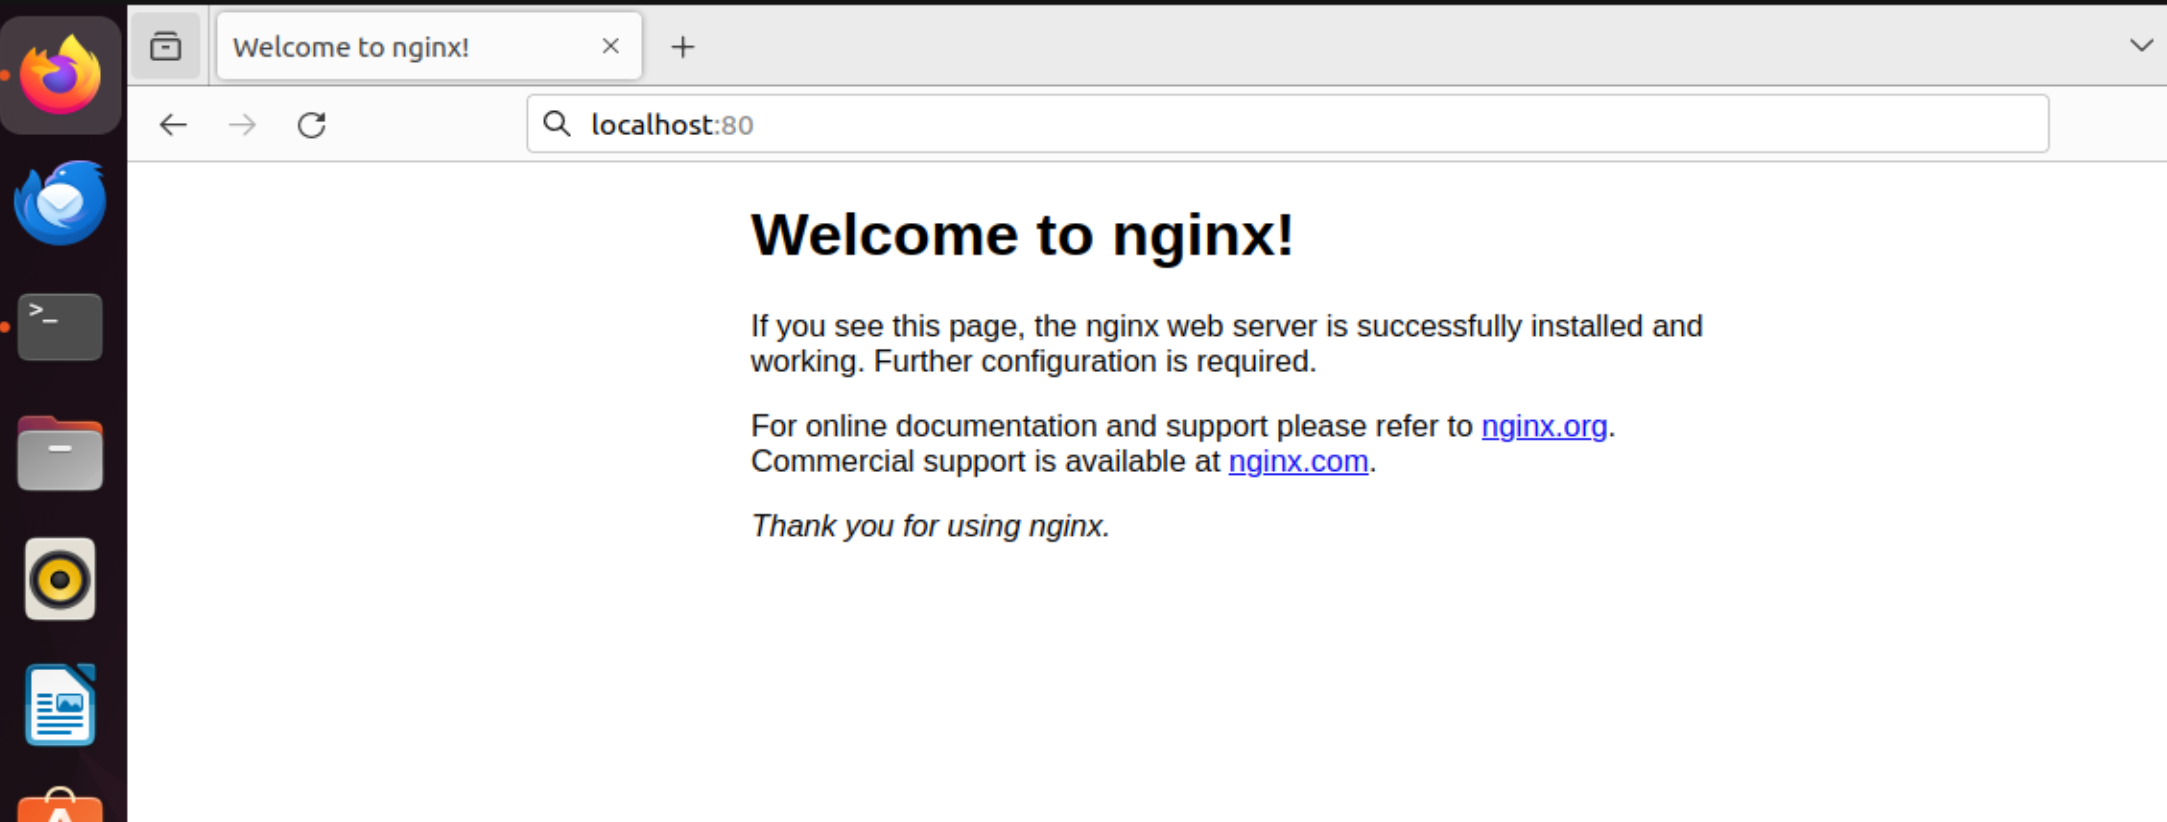 Welcome to nginx!
localhost:80
Welcome to nginx!
If you see this page, the nginx web server is successfully installed and
working. Further configuration is required.
For online documentation and support please refer to nginx.org.
Commercial support is available at nginx.com.
Thank you for using nginx.
>_